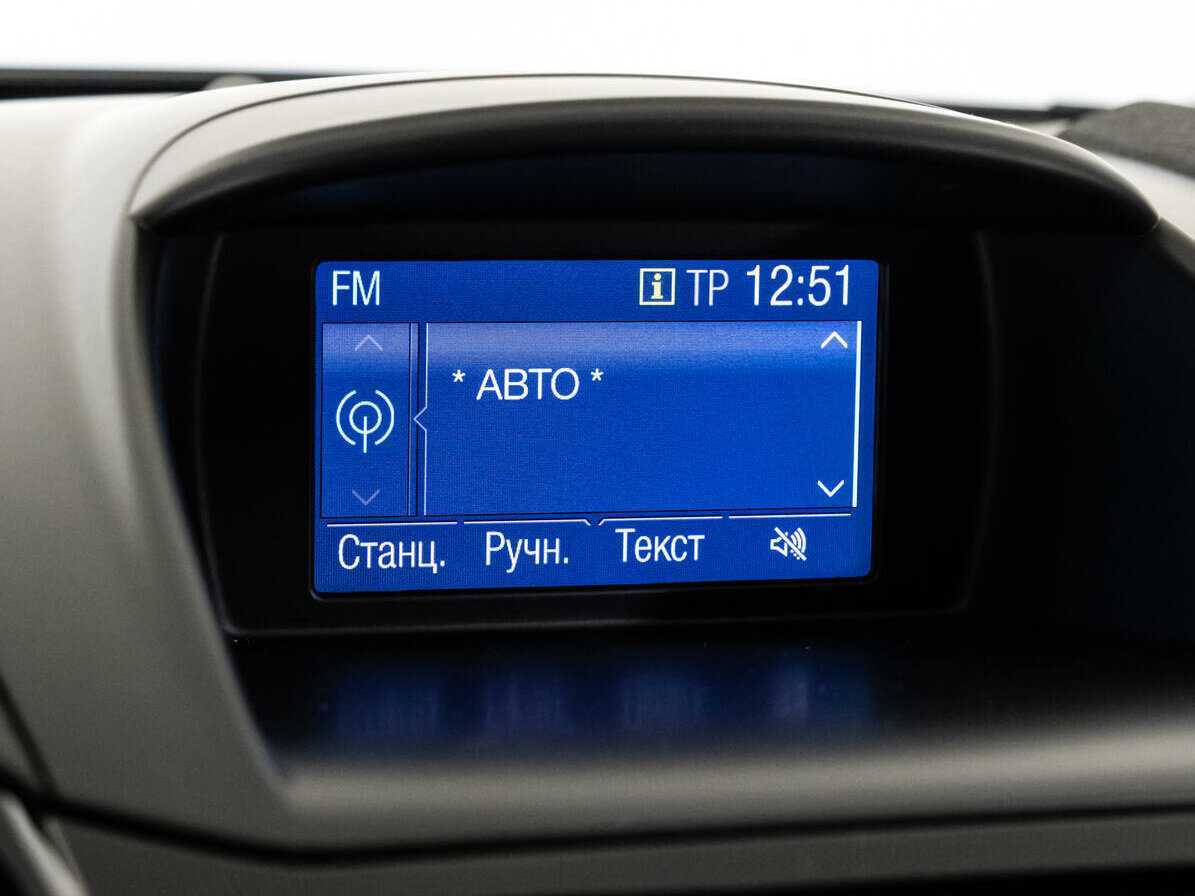 FM i TP 12:51
* АВТО *
Станц. Ручн. Текст